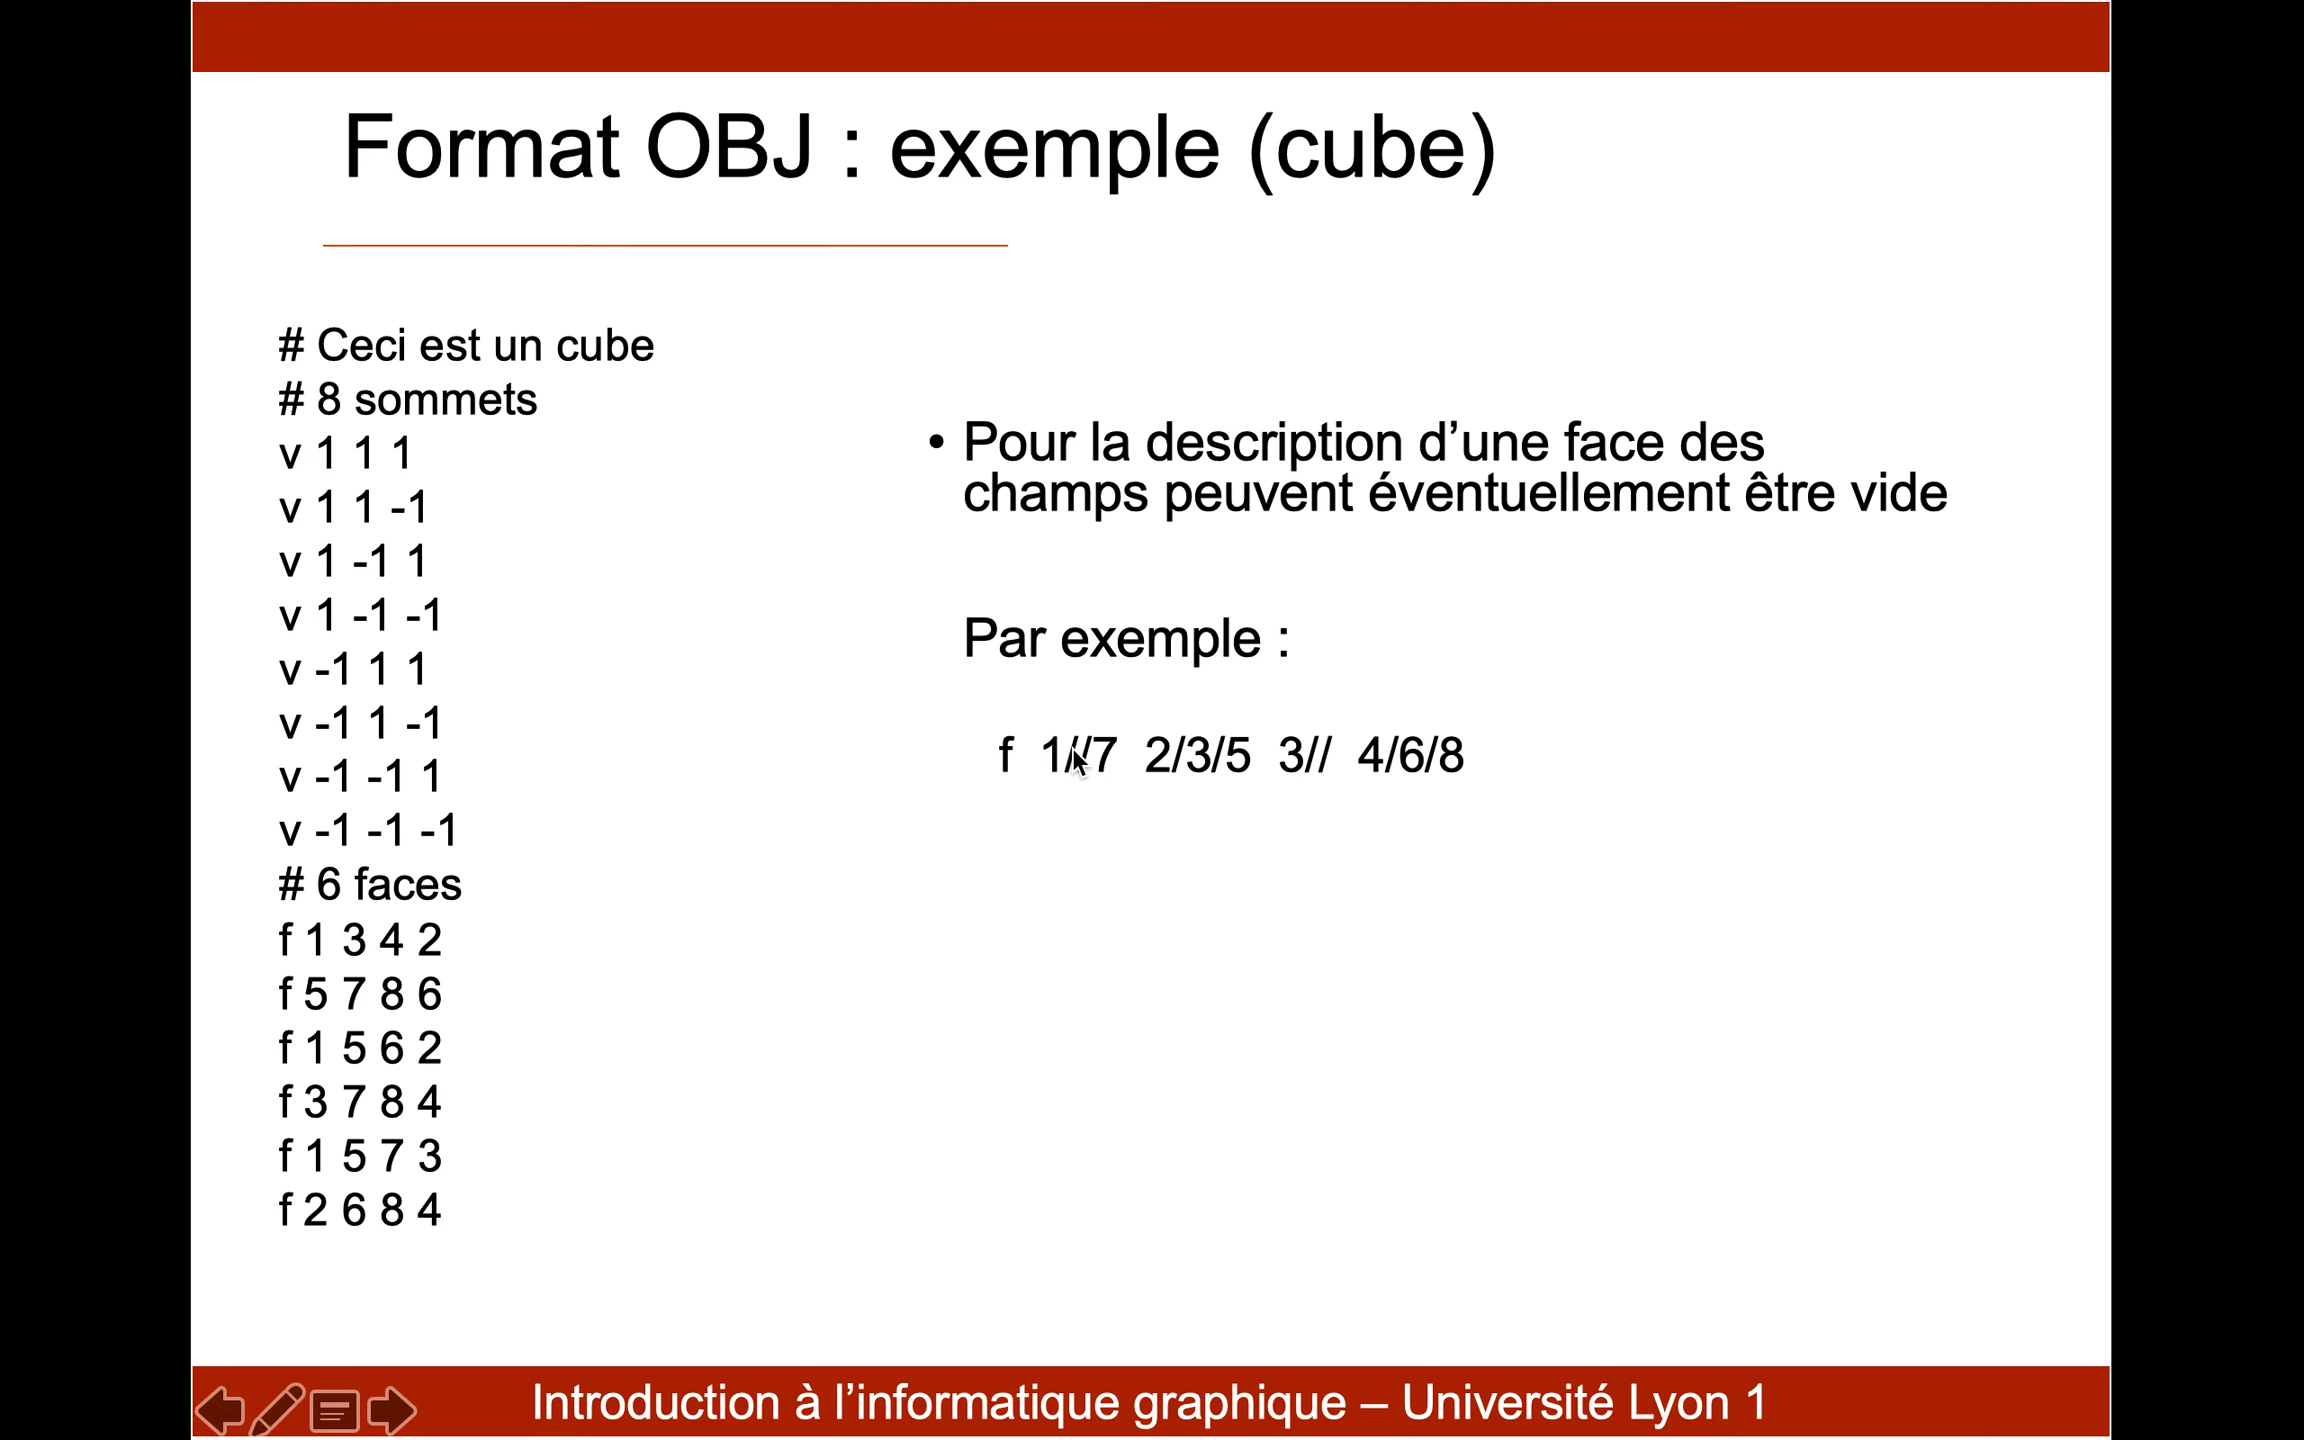 Format OBJ : exemple (cube)
# Ceci est un cube
# 8 sommets
v 1 1 1
v 1 1 -1
v 1 -1 1
v 1 -1 -1
v -1 1 1
v -1 1 -1
v -1 -1 1
v -1 -1 -1
# 6 faces
f 1 3 4 2
f 5 7 8 6
f 1 5 6 2
f 3 7 8 4
f 1 5 7 3
f 2 6 8 4
• Pour la description d’une face des
champs peuvent éventuellement être vide
Par exemple :
f 1//7 2/3/5 3// 4/6/8
Introduction à l’informatique graphique – Université Lyon 1